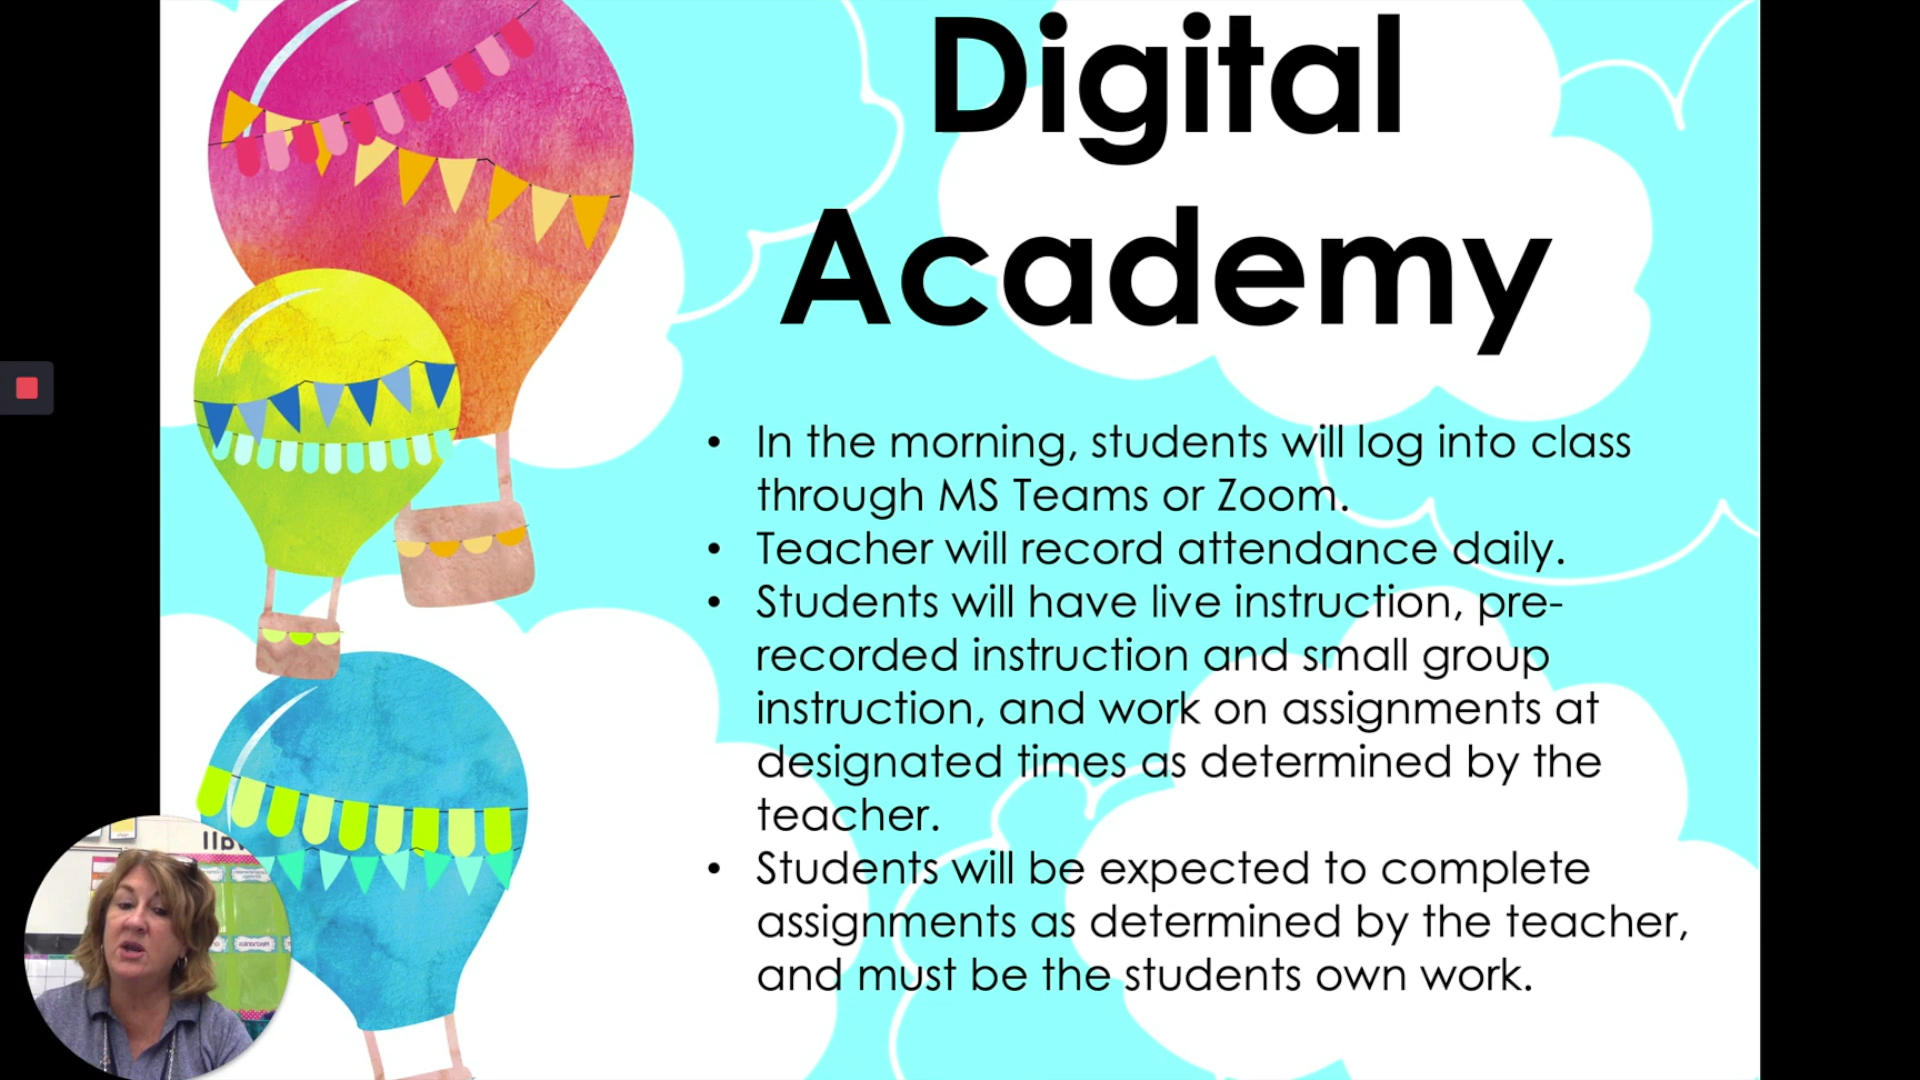 Digital
Academy
• In the morning, students will log into class
through MS Teams or Zoom.
• Teacher will record attendance daily.
• Students will have live instruction, pre-
recorded instruction and small group
instruction, and work on assignments at
designated times as determined by the
teacher.
• Students will be expected to complete
assignments as determined by the teacher,
and must be the students own work.